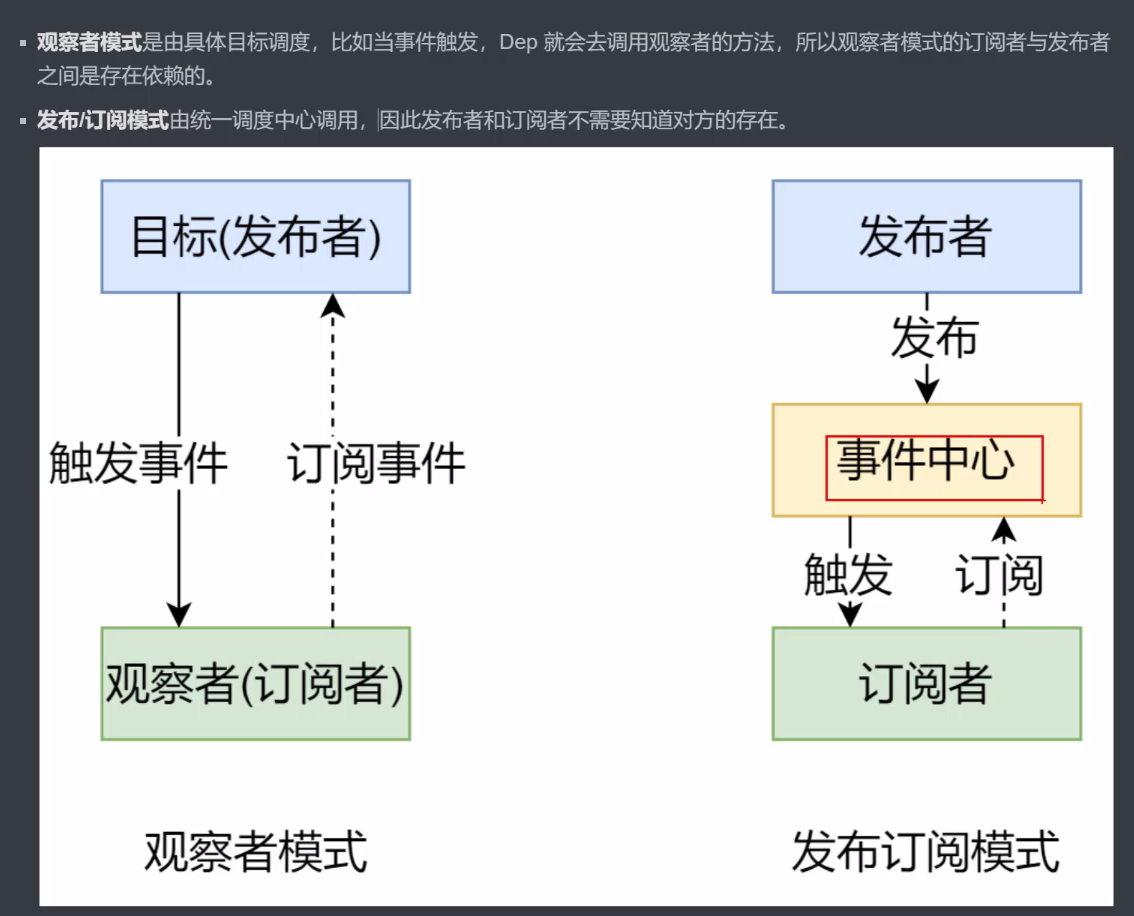 观察者模式是由具体目标调度，比如当事件触发，Dep 就会去调用观察者的方法，所以观察者模式的订阅者与发布者
之间是存在依赖的。
发布/订阅模式由统一调度中心调用，因此发布者和订阅者不需要知道对方的存在。
目标(发布者)
发布者
发布
触发事件
订阅事件
事件中心
触发
订阅
观察者(订阅者)
订阅者
观察者模式
发布订阅模式